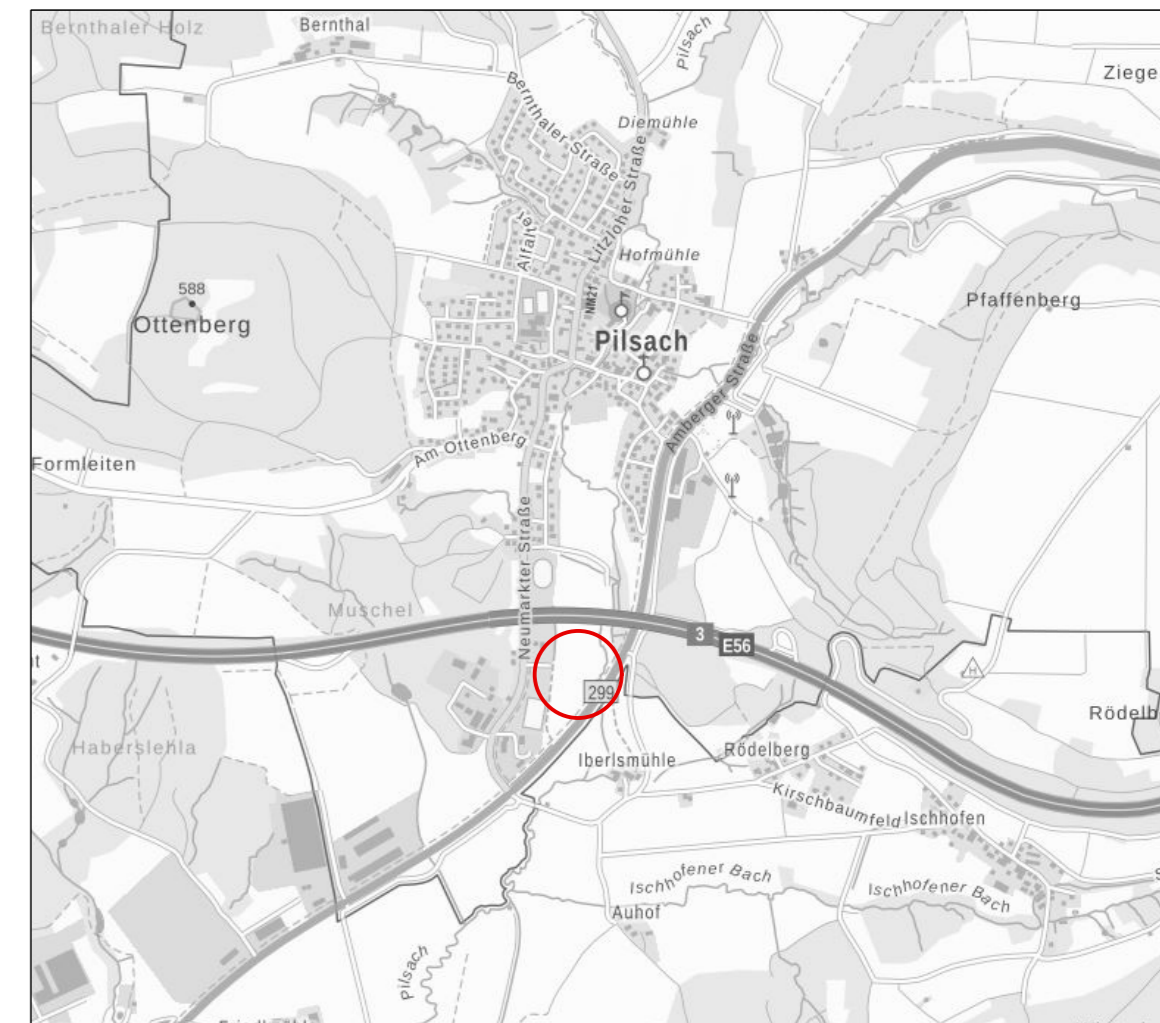 Bernthaler Holz
Bernthal
Pilsach
Ziege
Bernthaler Straße
Diemühle
Litzloher Straße
Alfalter
Hofmühle
588
Ottenberg
NM21
Pfaffenberg
Pilsach
Amberger Straße
Am Ottenberg
Formleiten
Neumarkter Straße
Muschel
3
E56
H
299
Rödelb
Haberslehla
Iberlsmühle
Rödelberg
Kirschbaumfeld
Ischhofen
Ischhofener Bach
Ischhofener Bach
Auhof
Pilsach